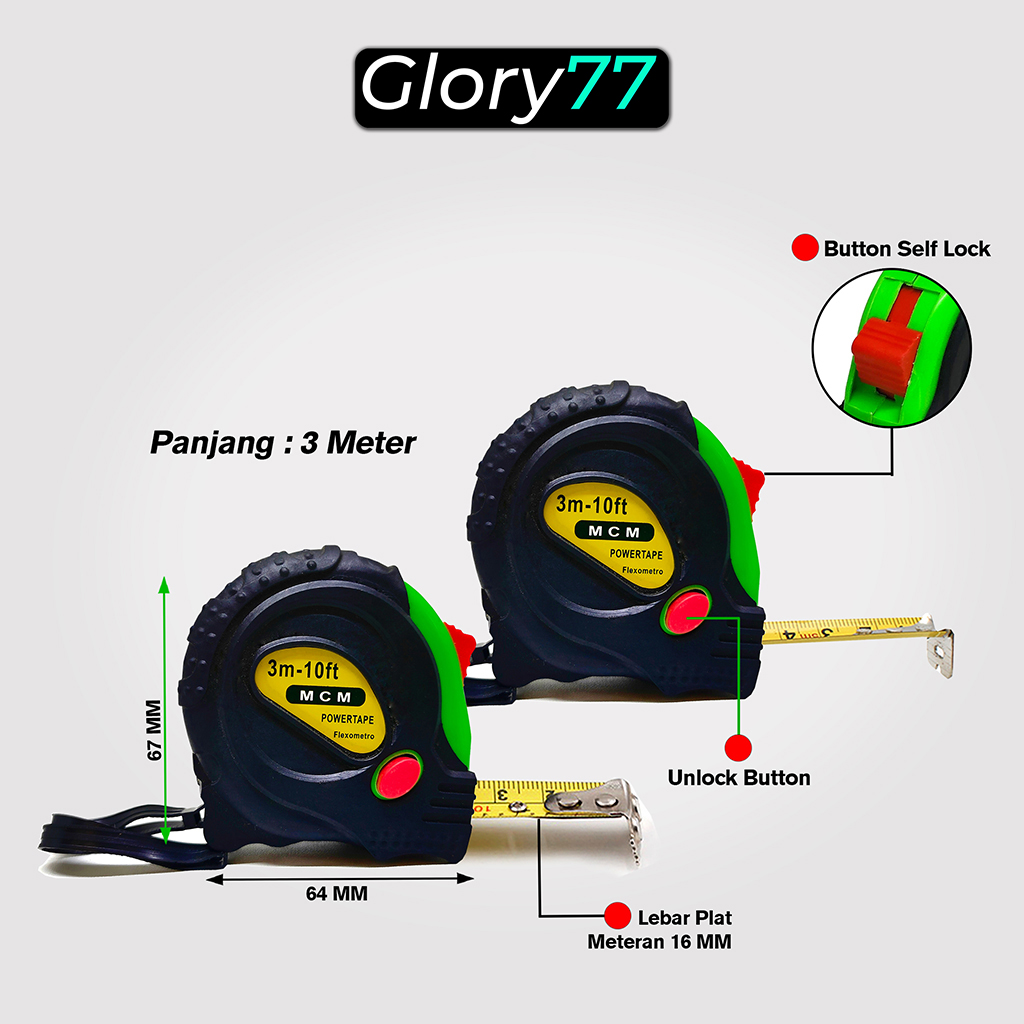 Glory77
Button Self Lock
Panjang : 3 Meter
3m-10ft
MCM
POWERTAPE
Flexometro
3m-10ft
MCM
POWERTAPE
Flexometro
67 MM
Unlock Button
64 MM
Lebar Plat
Meteran 16 MM